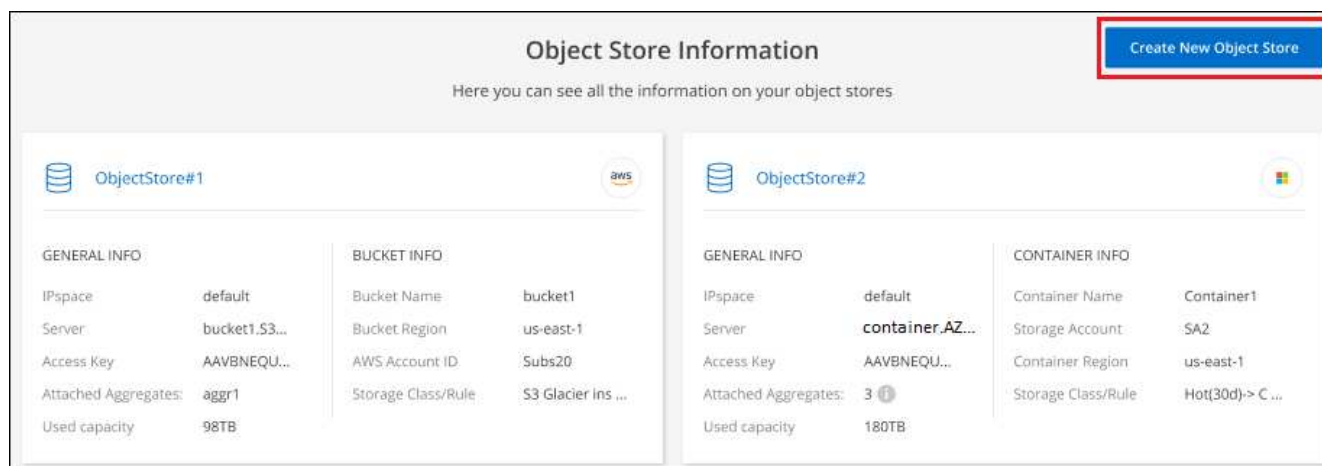 Object Store Information
Create New Object Store
Here you can see all the information on your object stores
ObjectStore#1
aws
GENERAL INFO
IPspace default
Server bucket1.S3...
Access Key AAVBNEQU...
Attached Aggregates: aggr1
Used capacity 98TB
BUCKET INFO
Bucket Name bucket1
Bucket Region us-east-1
AWS Account ID Subs20
Storage Class/Rule S3 Glacier ins ...
ObjectStore#2
GENERAL INFO
IPspace default
Server container.AZ...
Access Key AAVBNEQU...
Attached Aggregates: 3 i
Used capacity 180TB
CONTAINER INFO
Container Name Container1
Storage Account SA2
Container Region us-east-1
Storage Class/Rule Hot(30d)-> C ...